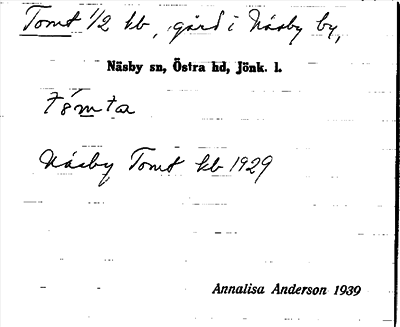 Tomt 1/2 kb, gård i Näsby by,
Näsby sn, Östra hd, Jönk. l.
Näsby Tomt kb 1929
Annalisa Anderson 1939